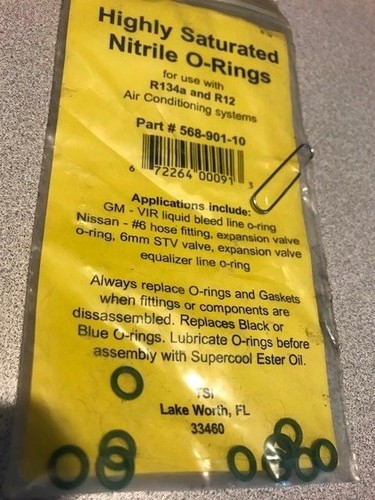 Highly Saturated
Nitrile O-Rings
for use with
R134a and R12
Air Conditioning systems
Part # 568-901-10
6 72264 00091 3
Applications include:
GM - VIR liquid bleed line o-ring
Nissan - #6 hose fitting, expansion valve
o-ring, 6mm STV valve, expansion valve
equalizer line o-ring
Always replace O-rings and Gaskets
when fittings or components are
dissassembled. Replaces Black or
Blue O-rings. Lubricate O-rings before
assembly with Supercool Ester Oil.
TSI
Lake Worth, FL
33460